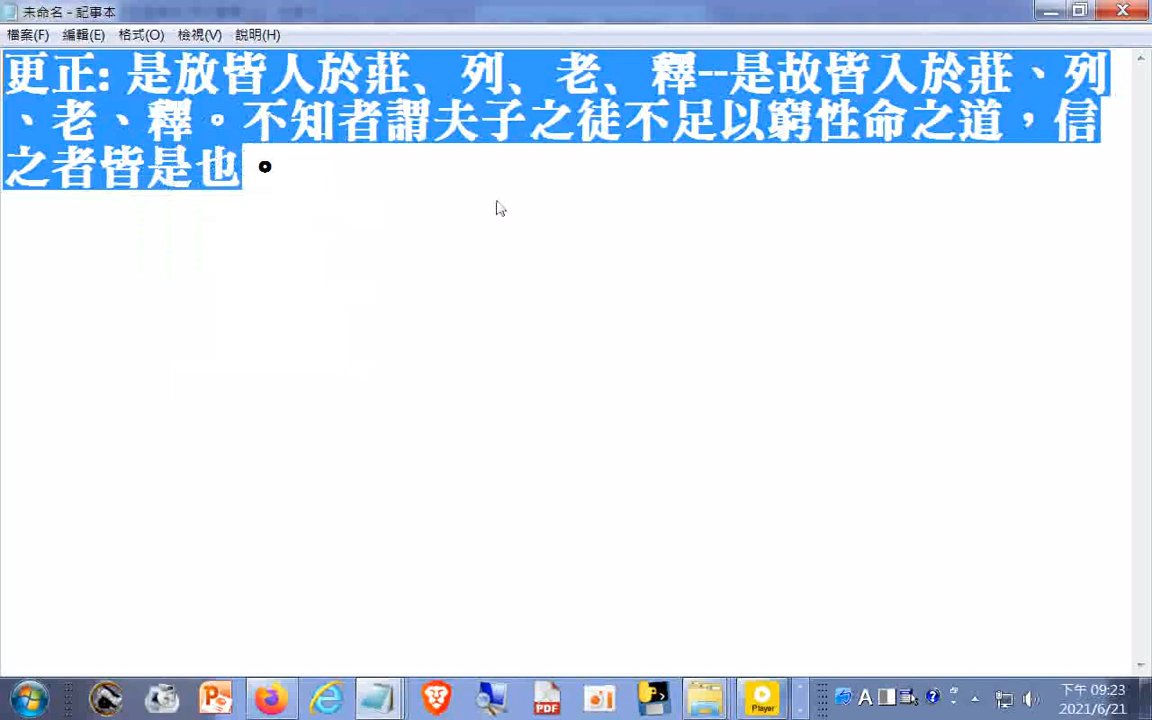 未命名 - 記事本
檔案(F) 編輯(E) 格式(O) 檢視(V) 說明(H)
更正: 是放皆人於莊、列、老、釋--是故皆入於莊、列
、老、釋。不知者謂夫子之徒不足以窮性命之道，信
之者皆是也。
PDF
Player
A
下午 09:23
2021/6/21